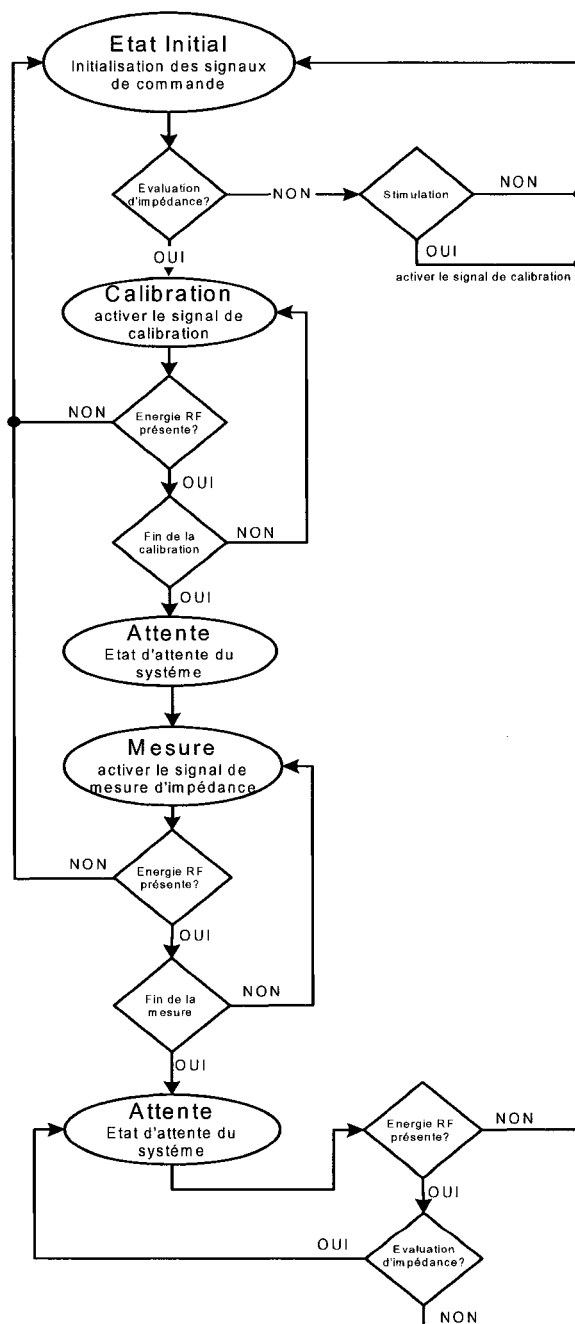 Etat Initial
Initialisation des signaux
de commande
Evaluation
d'impédance?
NON
Stimulation
NON
OUI
OUI
activer le signal de calibration
Calibration
activer le signal de
calibration
NON
Energie RF
présente?
OUI
Fin de la
calibration
NON
OUI
Attente
Etat d'attente du
systéme
Mesure
activer le signal de
mesure d'impédance
NON
Energie RF
présente?
OUI
Fin de la
mesure
NON
OUI
Attente
Etat d'attente du
systéme
Energie RF
présente?
NON
OUI
OUI
Evaluation
d'impédance?
NON